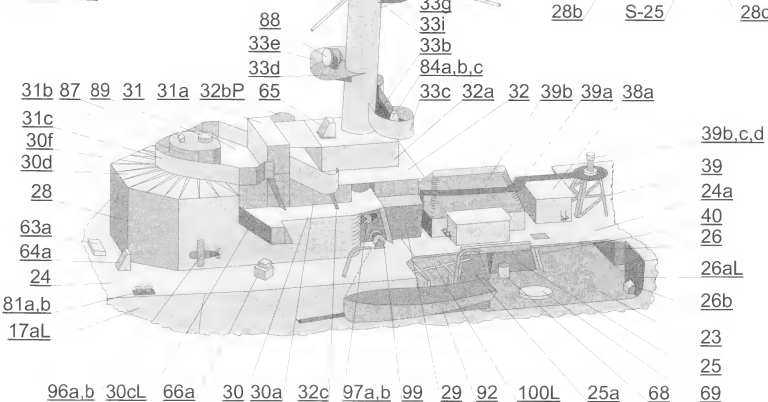 33g
28b S-25
88
33i
33e
33b
33d
84a,b,c
31b 87 89 31 31a 32bP 65 33c 32a 32 39b 39a 38a
31c
39b,c,d
30f
30d
39
28
24a
63a
40
64a
26
24
26aL
81a,b
26b
17aL
23
25
96a,b 30cL 66a 30 30a 32c 97a,b 99 29 92 100L 25a 68 69